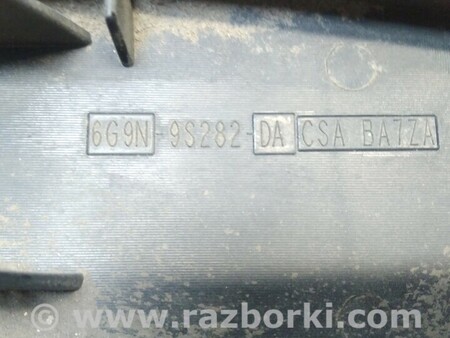 6G9N-9S282-DA CSA BA7ZA
© www.razborki.com